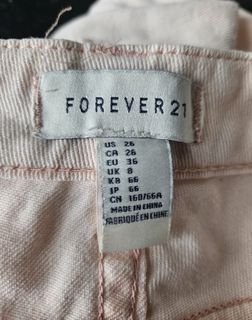 FOREVER 21
US 26
CA 26
EU 36
UK 8
KR 66
JP 66
CN 160/66A
MADE IN CHINA
FABRIQUÉ EN CHINE